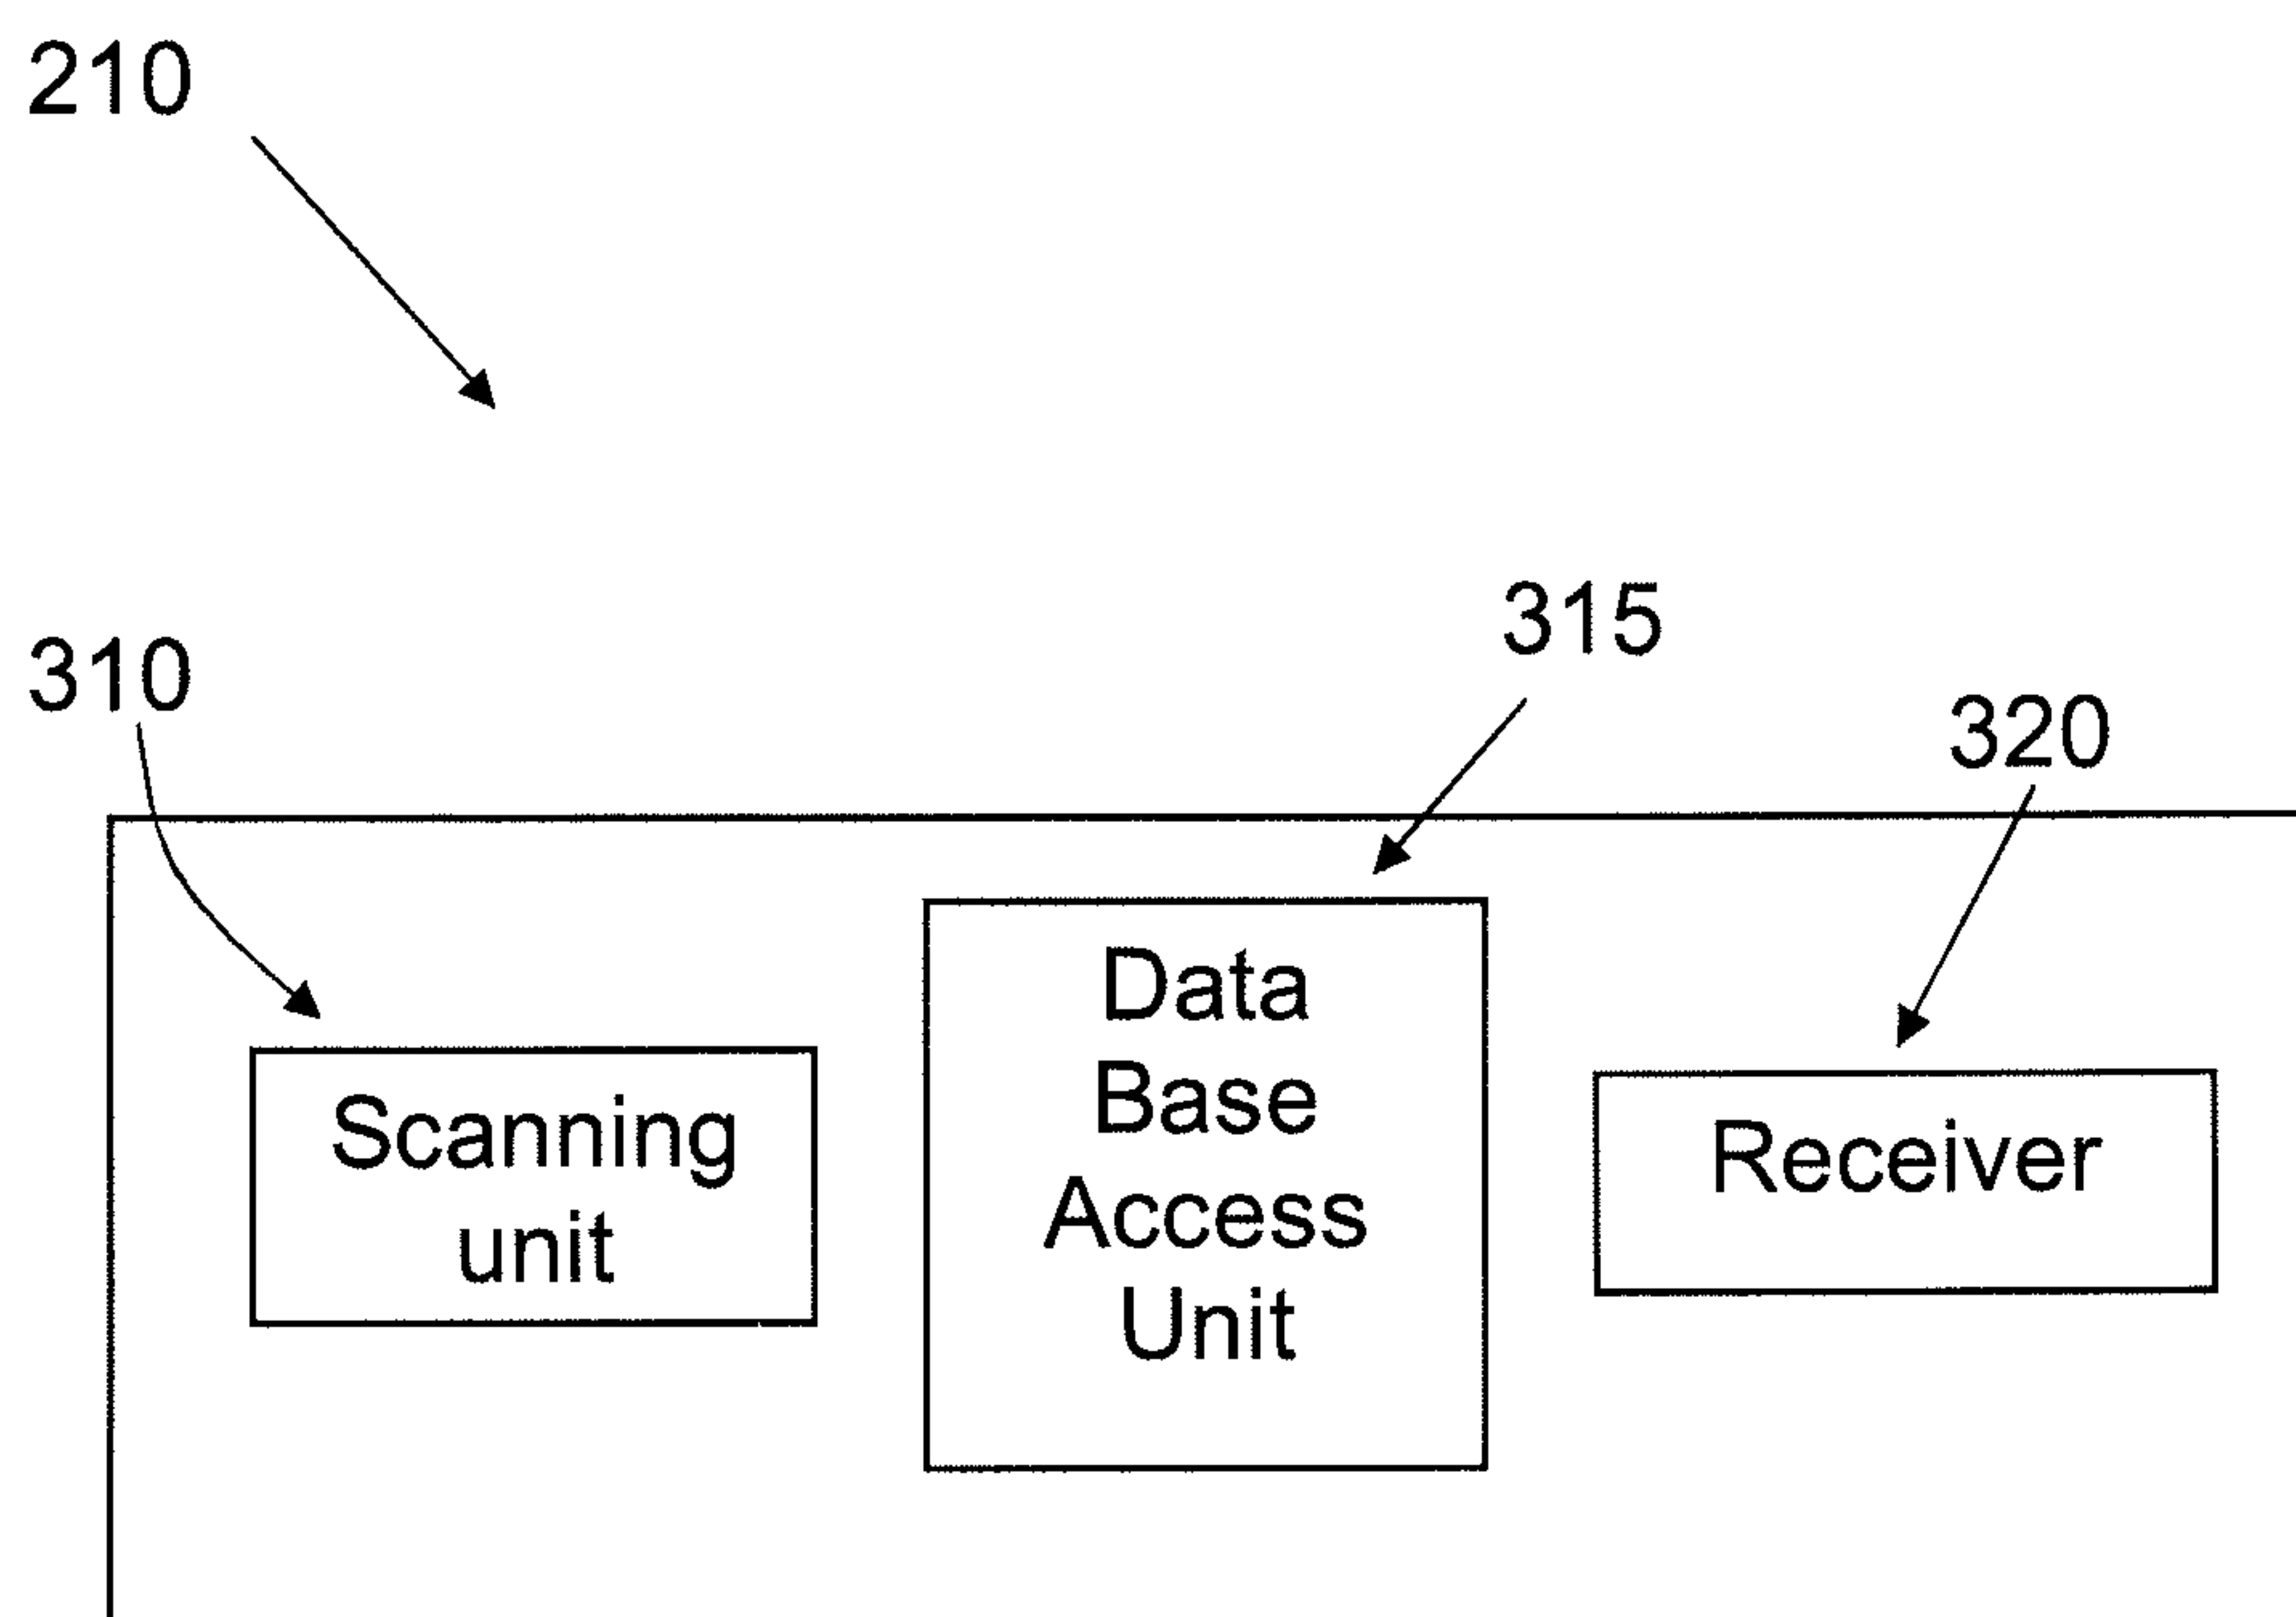 210
310
315
320
Scanning
unit
Data
Base
Access
Unit
Receiver